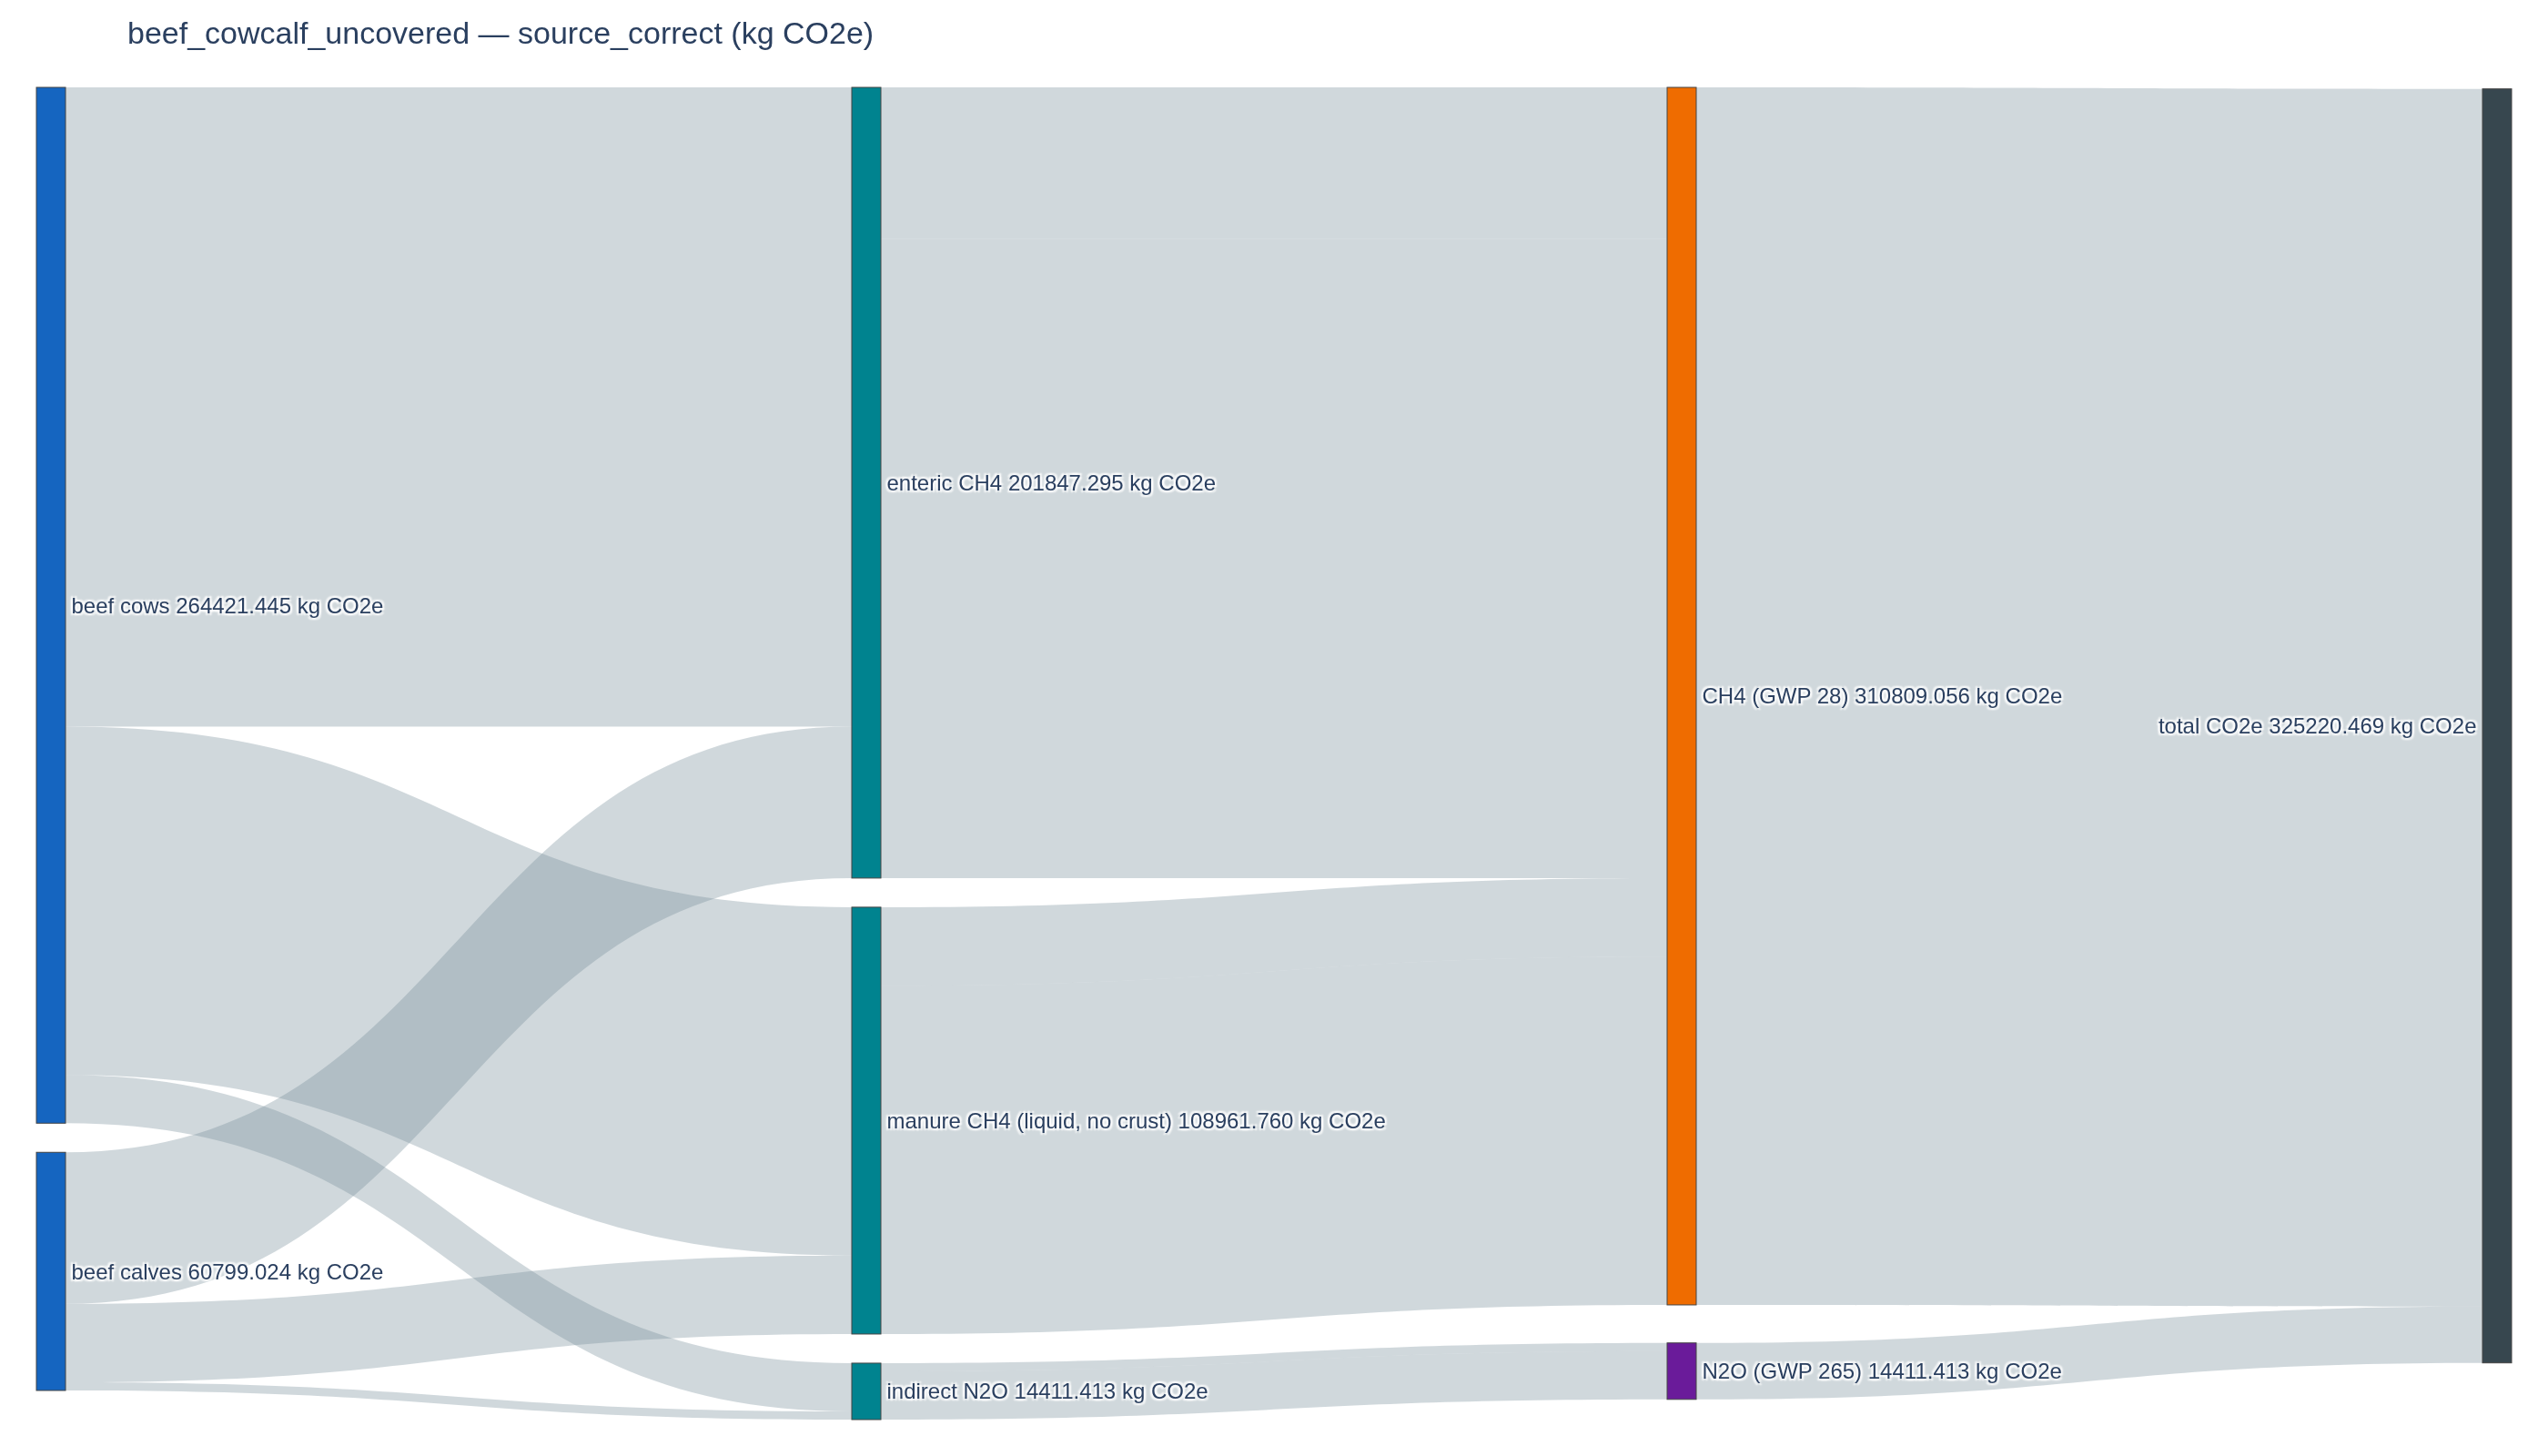 beef_cowcalf_uncovered — source_correct (kg CO2e)
beef cows 264421.445 kg CO2e
beef calves 60799.024 kg CO2e
enteric CH4 201847.295 kg CO2e
manure CH4 (liquid, no crust) 108961.760 kg CO2e
indirect N2O 14411.413 kg CO2e
CH4 (GWP 28) 310809.056 kg CO2e
N2O (GWP 265) 14411.413 kg CO2e
total CO2e 325220.469 kg CO2e